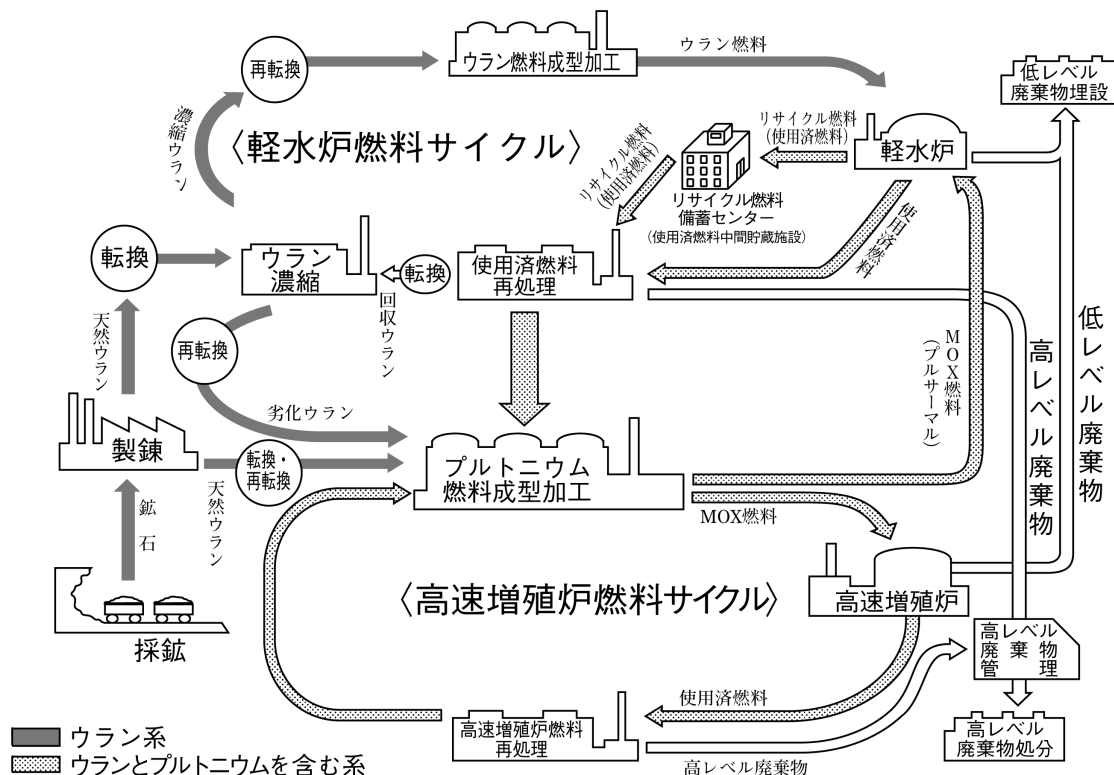 再転換
ウラン燃料成型加工
ウラン燃料
低レベル
廃棄物埋設
濃縮ウラン
〈軽水炉燃料サイクル〉
リサイクル燃料
(使用済燃料)
軽水炉
リサイクル燃料
(使用済燃料)
リサイクル燃料
備蓄センター
(使用済燃料中間貯蔵施設)
使用済燃料
転換
ウラン
濃縮
転換
使用済燃料
再処理
回収ウラン
天然ウラン
再転換
MOX燃料
(プルサーマル)
高レベル廃棄物
低レベル廃棄物
劣化ウラン
製錬
転換・
再転換
天然ウラン
プルトニウム
燃料成型加工
MOX燃料
鉱石
〈高速増殖炉燃料サイクル〉
高速増殖炉
採鉱
高レベル
廃棄物
管理
使用済燃料
高速増殖炉燃料
再処理
高レベル
廃棄物処分
高レベル廃棄物
ウラン系
ウランとプルトニウムを含む系